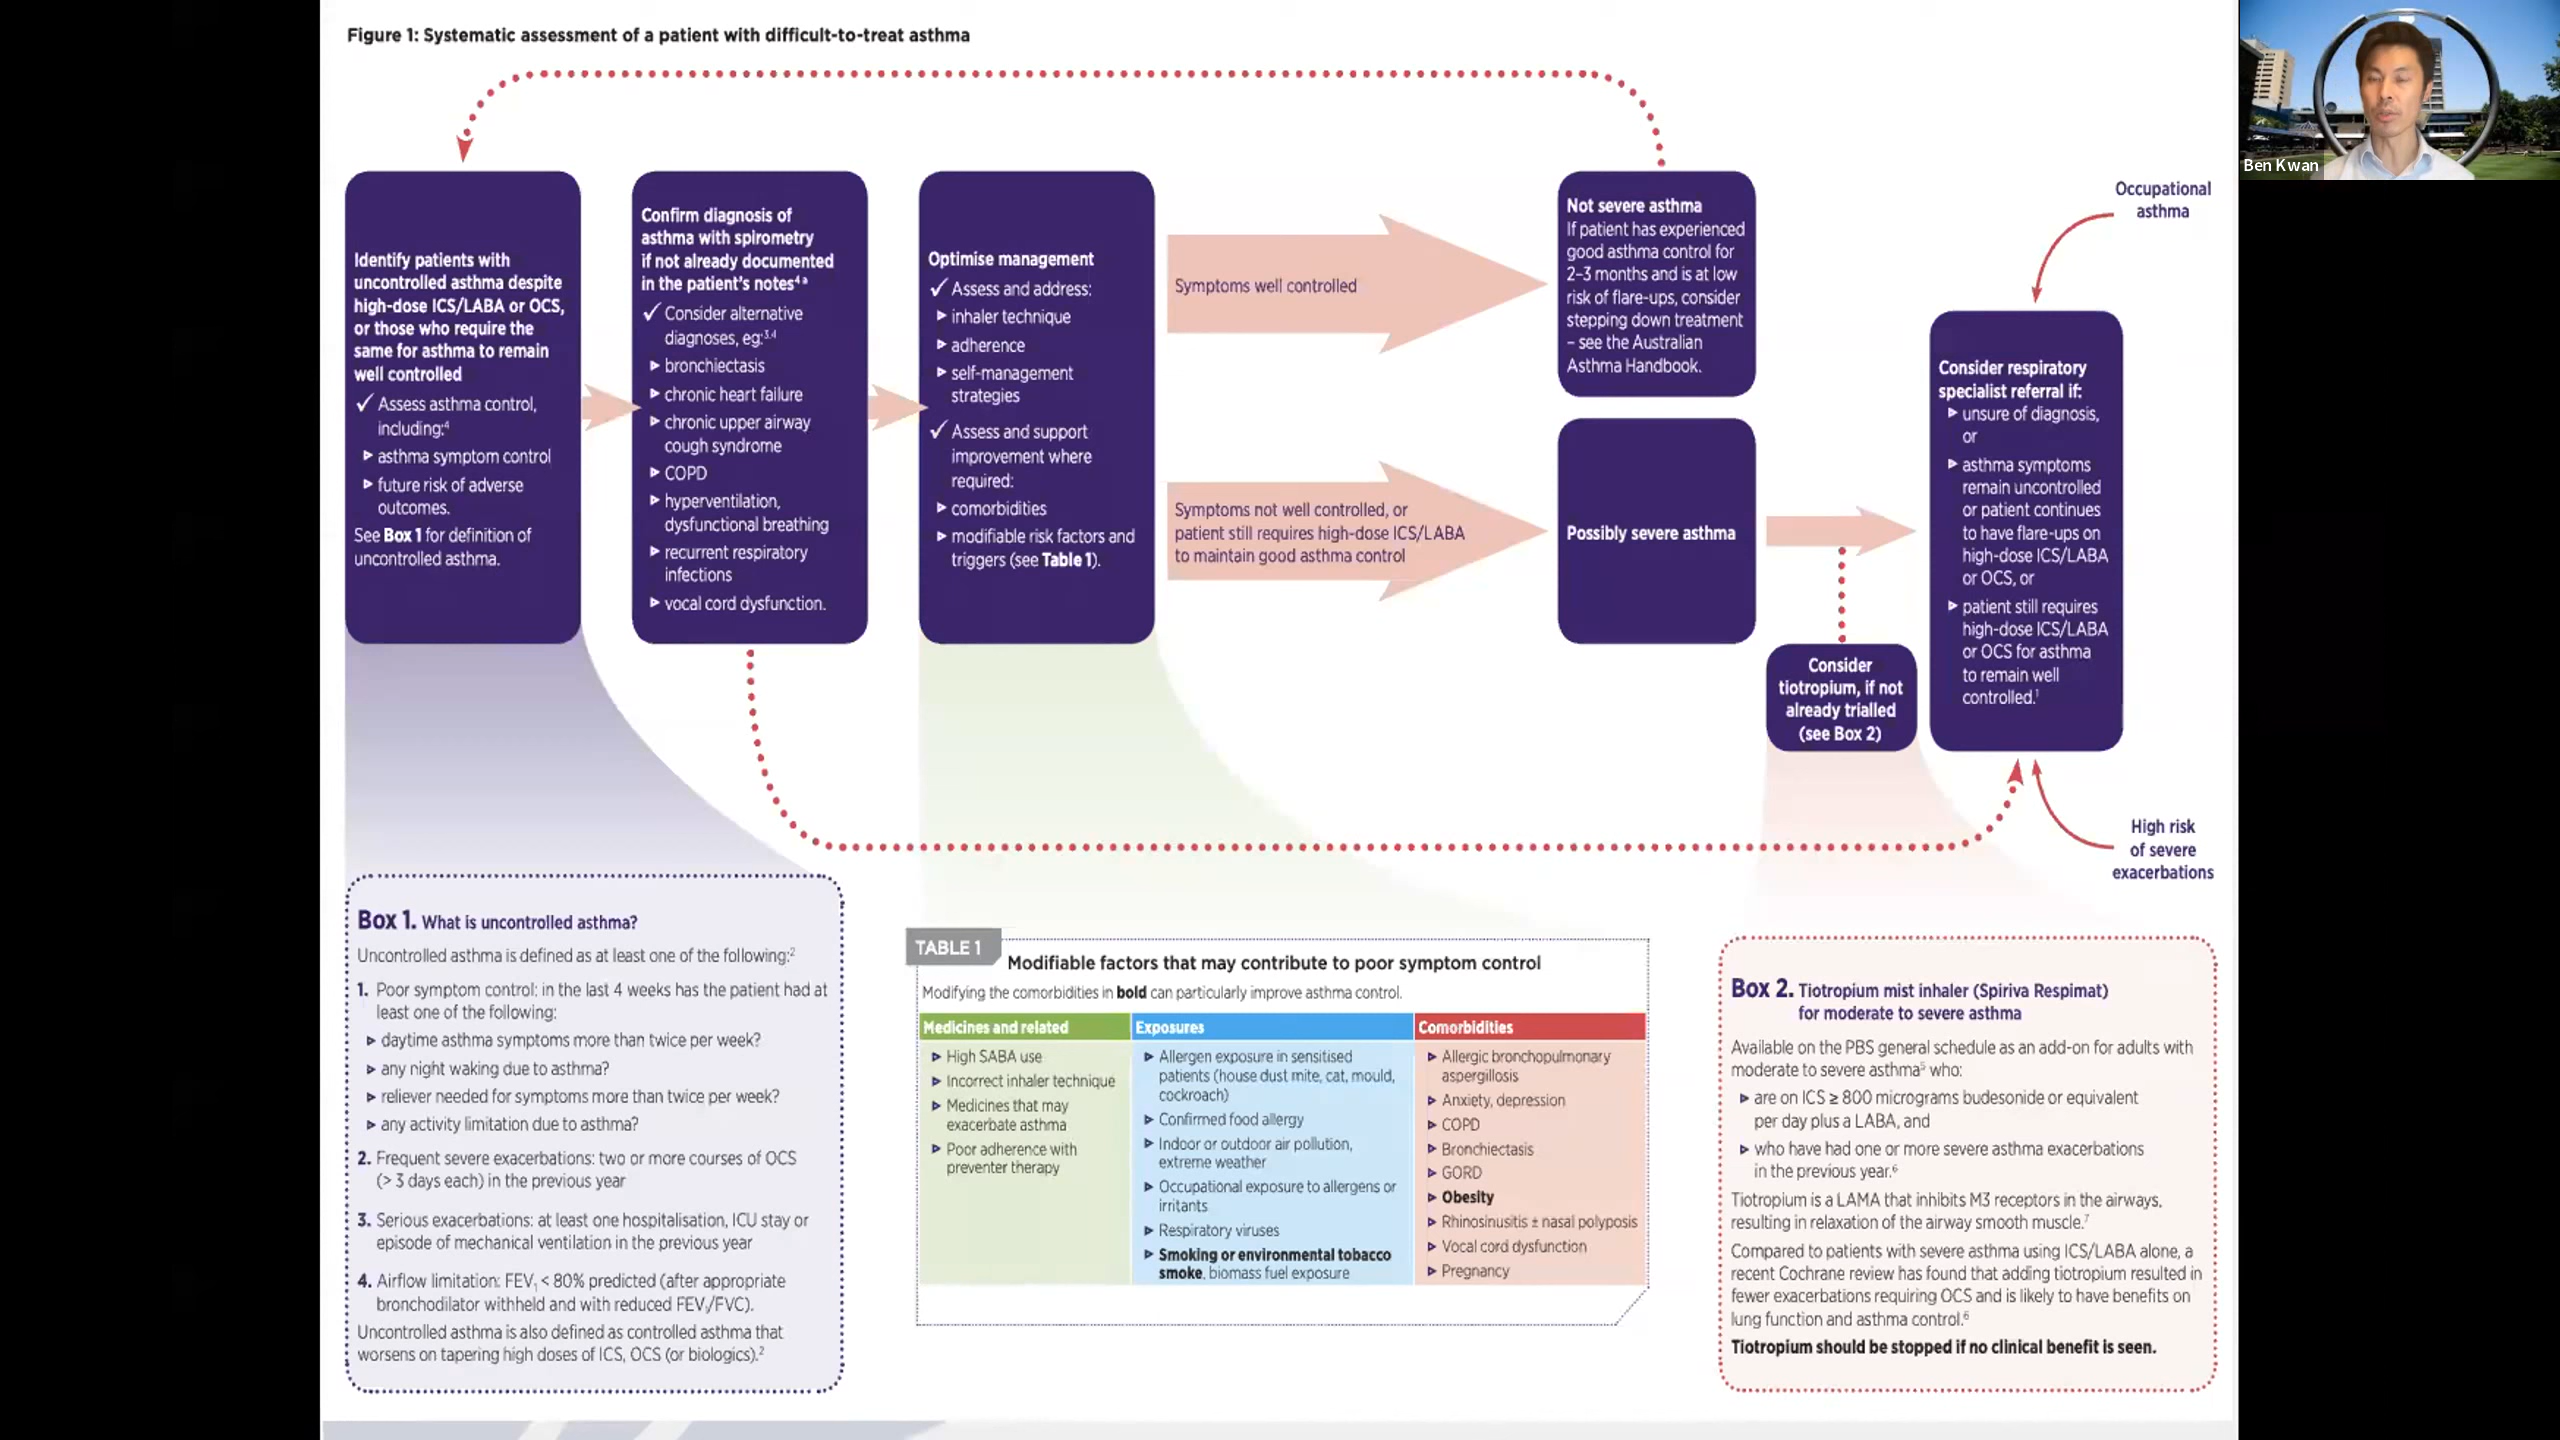 Figure 1: Systematic assessment of a patient with difficult-to-treat asthma
Ben Kwan
Identify patients with
uncontrolled asthma despite
high-dose ICS/LABA or OCS,
or those who require the
same for asthma to remain
well controlled
✓ Assess asthma control,
including:⁴
asthma symptom control
future risk of adverse
outcomes.
See Box 1 for definition of
uncontrolled asthma.
Confirm diagnosis of
asthma with spirometry
if not already documented
in the patient's notes⁴ᵃ
✓ Consider alternative
diagnoses, eg:³,⁴
bronchiectasis
chronic heart failure
chronic upper airway
cough syndrome
COPD
hyperventilation,
dysfunctional breathing
recurrent respiratory
infections
vocal cord dysfunction.
Optimise management
✓ Assess and address:
inhaler technique
adherence
self-management
strategies
✓ Assess and support
improvement where
required:
comorbidities
modifiable risk factors and
triggers (see Table 1).
Symptoms well controlled
Symptoms not well controlled, or
patient still requires high-dose ICS/LABA
to maintain good asthma control
Not severe asthma
If patient has experienced
good asthma control for
2–3 months and is at low
risk of flare-ups, consider
stepping down treatment
– see the Australian
Asthma Handbook.
Possibly severe asthma
Consider
tiotropium, if not
already trialled
(see Box 2)
Occupational
asthma
Consider respiratory
specialist referral if:
unsure of diagnosis,
or
asthma symptoms
remain uncontrolled
or patient continues
to have flare-ups on
high-dose ICS/LABA
or OCS, or
patient still requires
high-dose ICS/LABA
or OCS for asthma
to remain well
controlled.¹
High risk
of severe
exacerbations
Box 1. What is uncontrolled asthma?
Uncontrolled asthma is defined as at least one of the following:²
1. Poor symptom control: in the last 4 weeks has the patient had at
least one of the following:
daytime asthma symptoms more than twice per week?
any night waking due to asthma?
reliever needed for symptoms more than twice per week?
any activity limitation due to asthma?
2. Frequent severe exacerbations: two or more courses of OCS
(> 3 days each) in the previous year
3. Serious exacerbations: at least one hospitalisation, ICU stay or
episode of mechanical ventilation in the previous year
4. Airflow limitation: FEV₁ < 80% predicted (after appropriate
bronchodilator withheld and with reduced FEV₁/FVC).
Uncontrolled asthma is also defined as controlled asthma that
worsens on tapering high doses of ICS, OCS (or biologics).²
TABLE 1
Modifiable factors that may contribute to poor symptom control
Modifying the comorbidities in bold can particularly improve asthma control.
Medicines and related
High SABA use
Incorrect inhaler technique
Medicines that may
exacerbate asthma
Poor adherence with
preventer therapy
Exposures
Allergen exposure in sensitised
patients (house dust mite, cat, mould,
cockroach)
Confirmed food allergy
Indoor or outdoor air pollution,
extreme weather
Occupational exposure to allergens or
irritants
Respiratory viruses
Smoking or environmental tobacco
smoke, biomass fuel exposure
Comorbidities
Allergic bronchopulmonary
aspergillosis
Anxiety, depression
COPD
Bronchiectasis
GORD
Obesity
Rhinosinusitis ± nasal polyposis
Vocal cord dysfunction
Pregnancy
Box 2. Tiotropium mist inhaler (Spiriva Respimat)
for moderate to severe asthma
Available on the PBS general schedule as an add-on for adults with
moderate to severe asthma⁵ who:
are on ICS ≥ 800 micrograms budesonide or equivalent
per day plus a LABA, and
who have had one or more severe asthma exacerbations
in the previous year.⁶
Tiotropium is a LAMA that inhibits M3 receptors in the airways,
resulting in relaxation of the airway smooth muscle.⁷
Compared to patients with severe asthma using ICS/LABA alone, a
recent Cochrane review has found that adding tiotropium resulted in
fewer exacerbations requiring OCS and is likely to have benefits on
lung function and asthma control.⁶
Tiotropium should be stopped if no clinical benefit is seen.